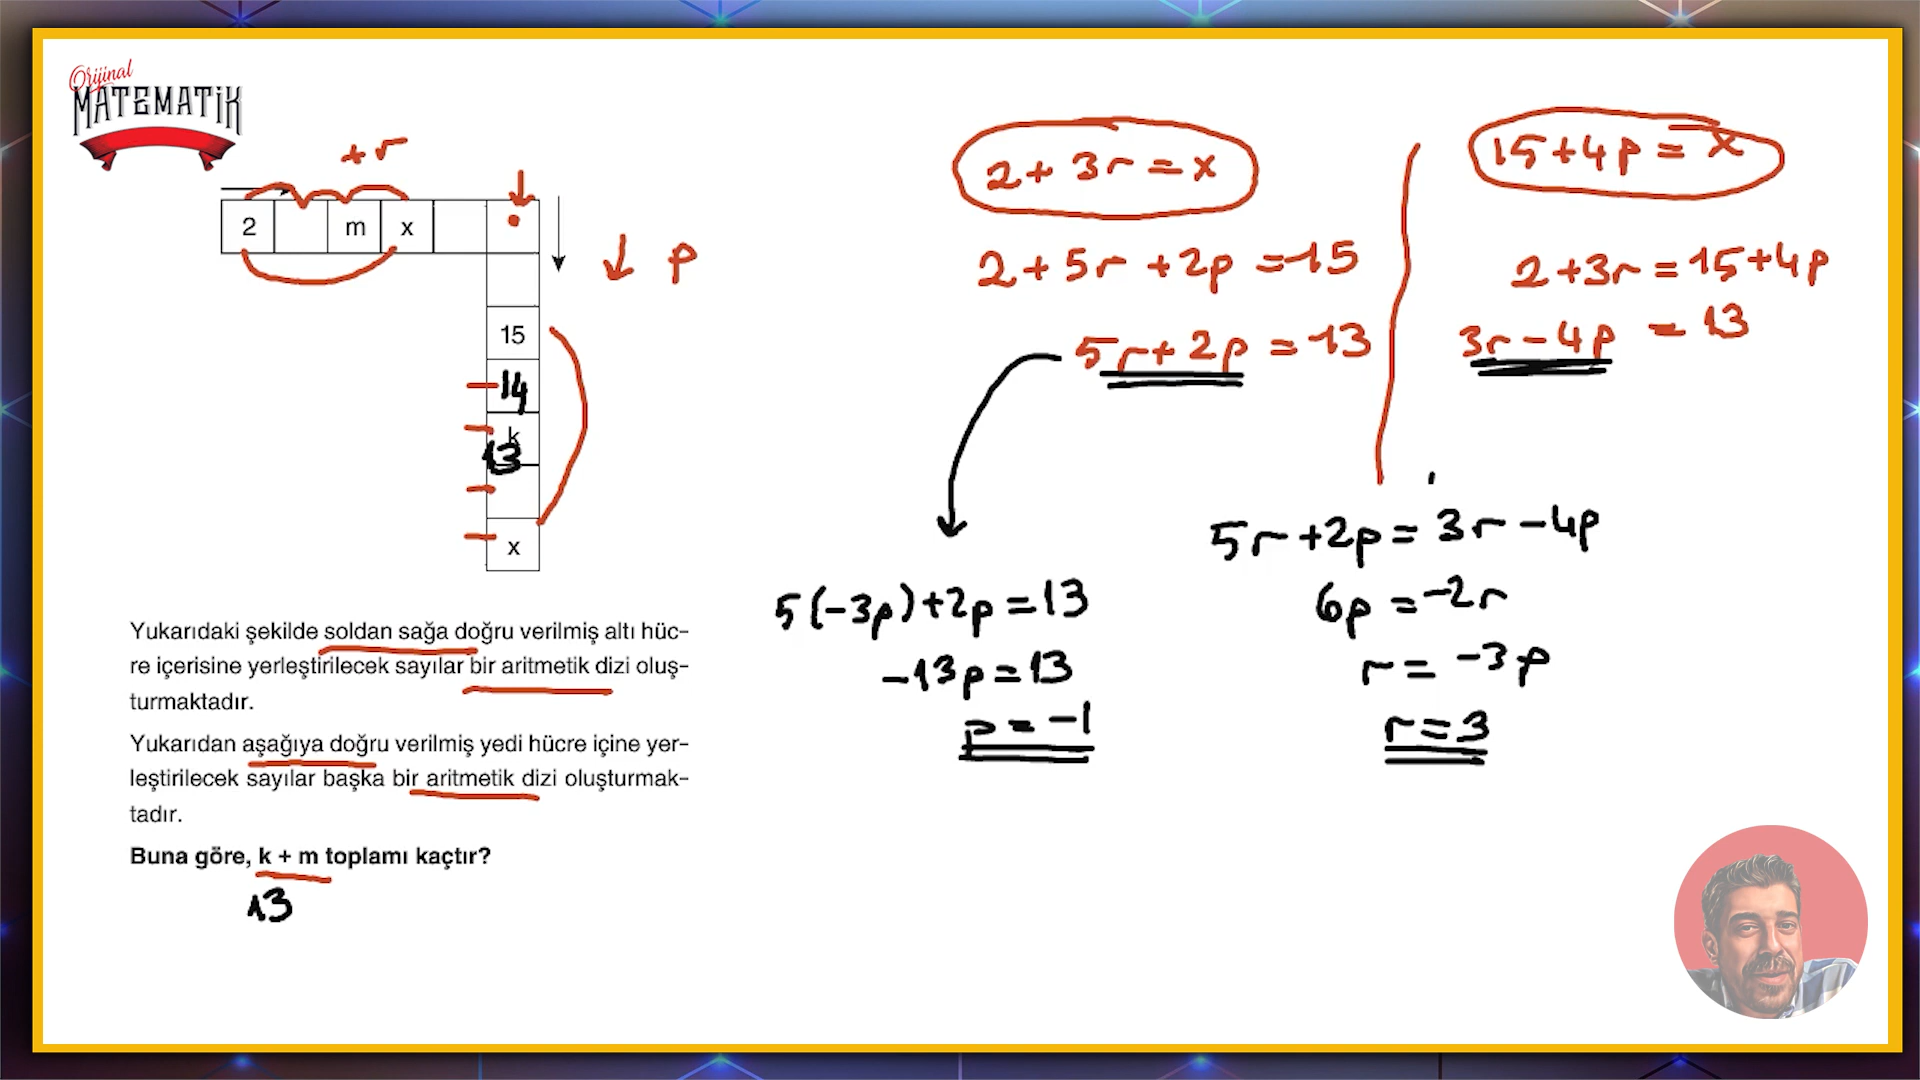 Orijinal
MATEMATİK
+r
2 m x
p
15
14
k
13
x
Yukarıdaki şekilde soldan sağa doğru verilmiş altı hüc-
re içerisine yerleştirilecek sayılar bir aritmetik dizi oluş-
turmaktadır.
Yukarıdan aşağıya doğru verilmiş yedi hücre içine yer-
leştirilecek sayılar başka bir aritmetik dizi oluşturmak-
tadır.
Buna göre, k + m toplamı kaçtır?
13
2 + 3r = x
2 + 5r + 2p = 15
5r + 2p = 13
15 + 4p = x
2 + 3r = 15 + 4p
3r - 4p = 13
5(-3p) + 2p = 13
-13p = 13
p = -1
5r + 2p = 3r - 4p
6p = -2r
r = -3p
r = 3